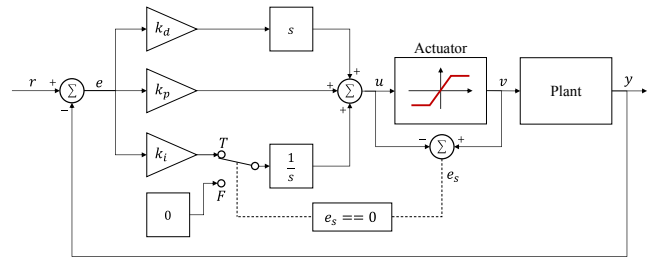 k_d
s
Actuator
r
+
Σ
−
e
k_p
+
+
Σ
+
u
v
Plant
y
k_i
T
1
s
−
Σ
+
e_s
0
F
e_s == 0